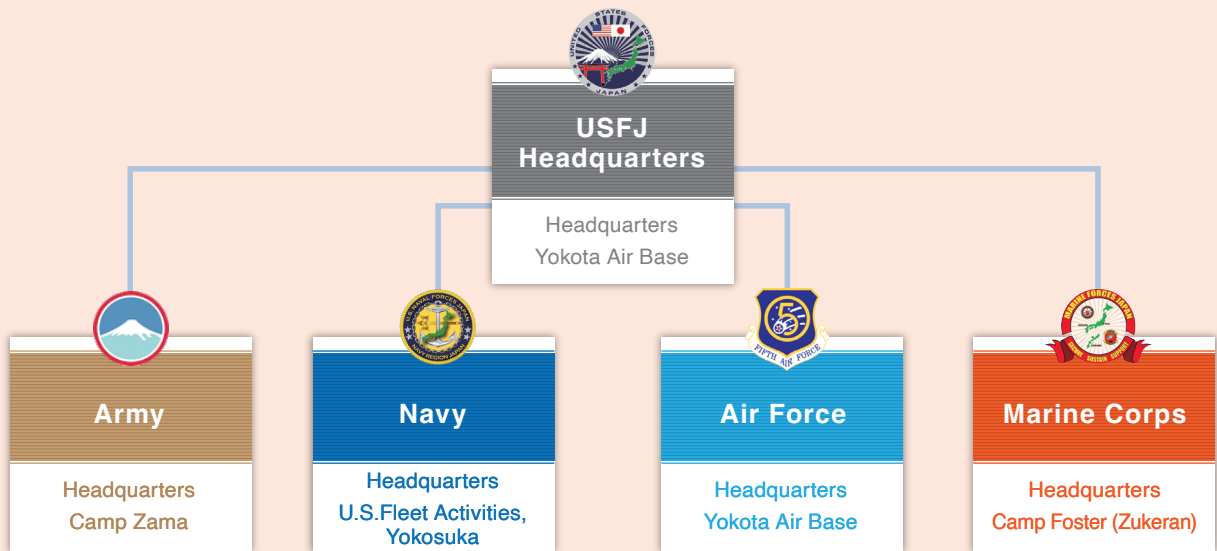 UNITED STATES FORCES
JAPAN
USFJ
Headquarters
Headquarters
Yokota Air Base
Army
Headquarters
Camp Zama
U.S. NAVAL FORCES JAPAN
NAVY REGION JAPAN
Navy
Headquarters
U.S.Fleet Activities,
Yokosuka
5
FIFTH AIR FORCE
Air Force
Headquarters
Yokota Air Base
MARINE FORCES JAPAN
SUSTAIN SUPPORT
Marine Corps
Headquarters
Camp Foster (Zukeran)